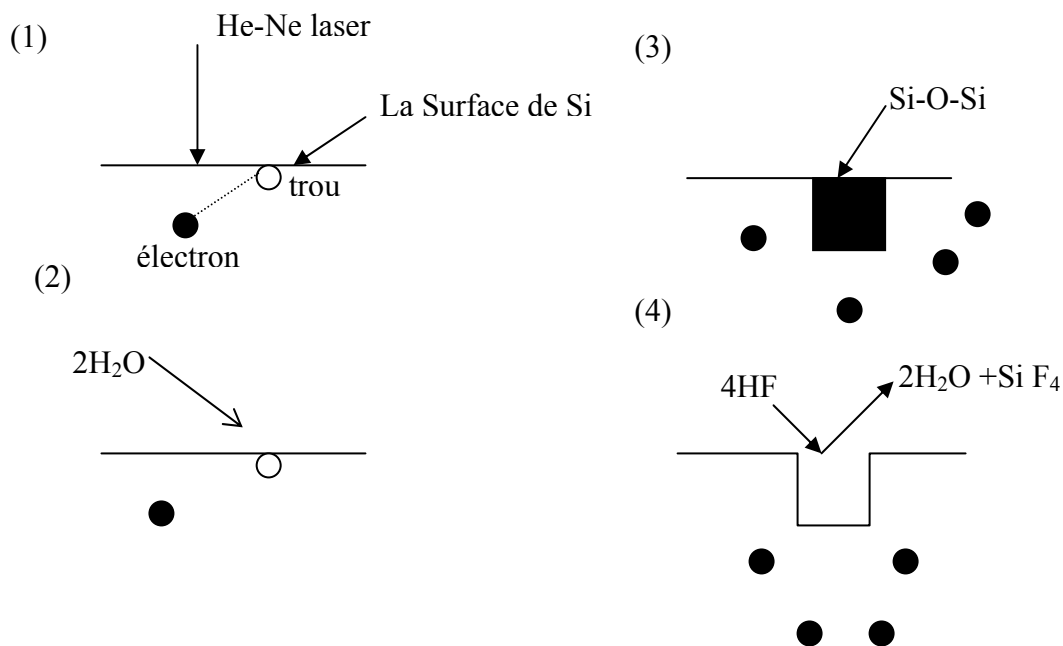 (1)
He-Ne laser
La Surface de Si
trou
électron
(2)
2H₂O
(3)
Si-O-Si
(4)
4HF
2H₂O +Si F₄